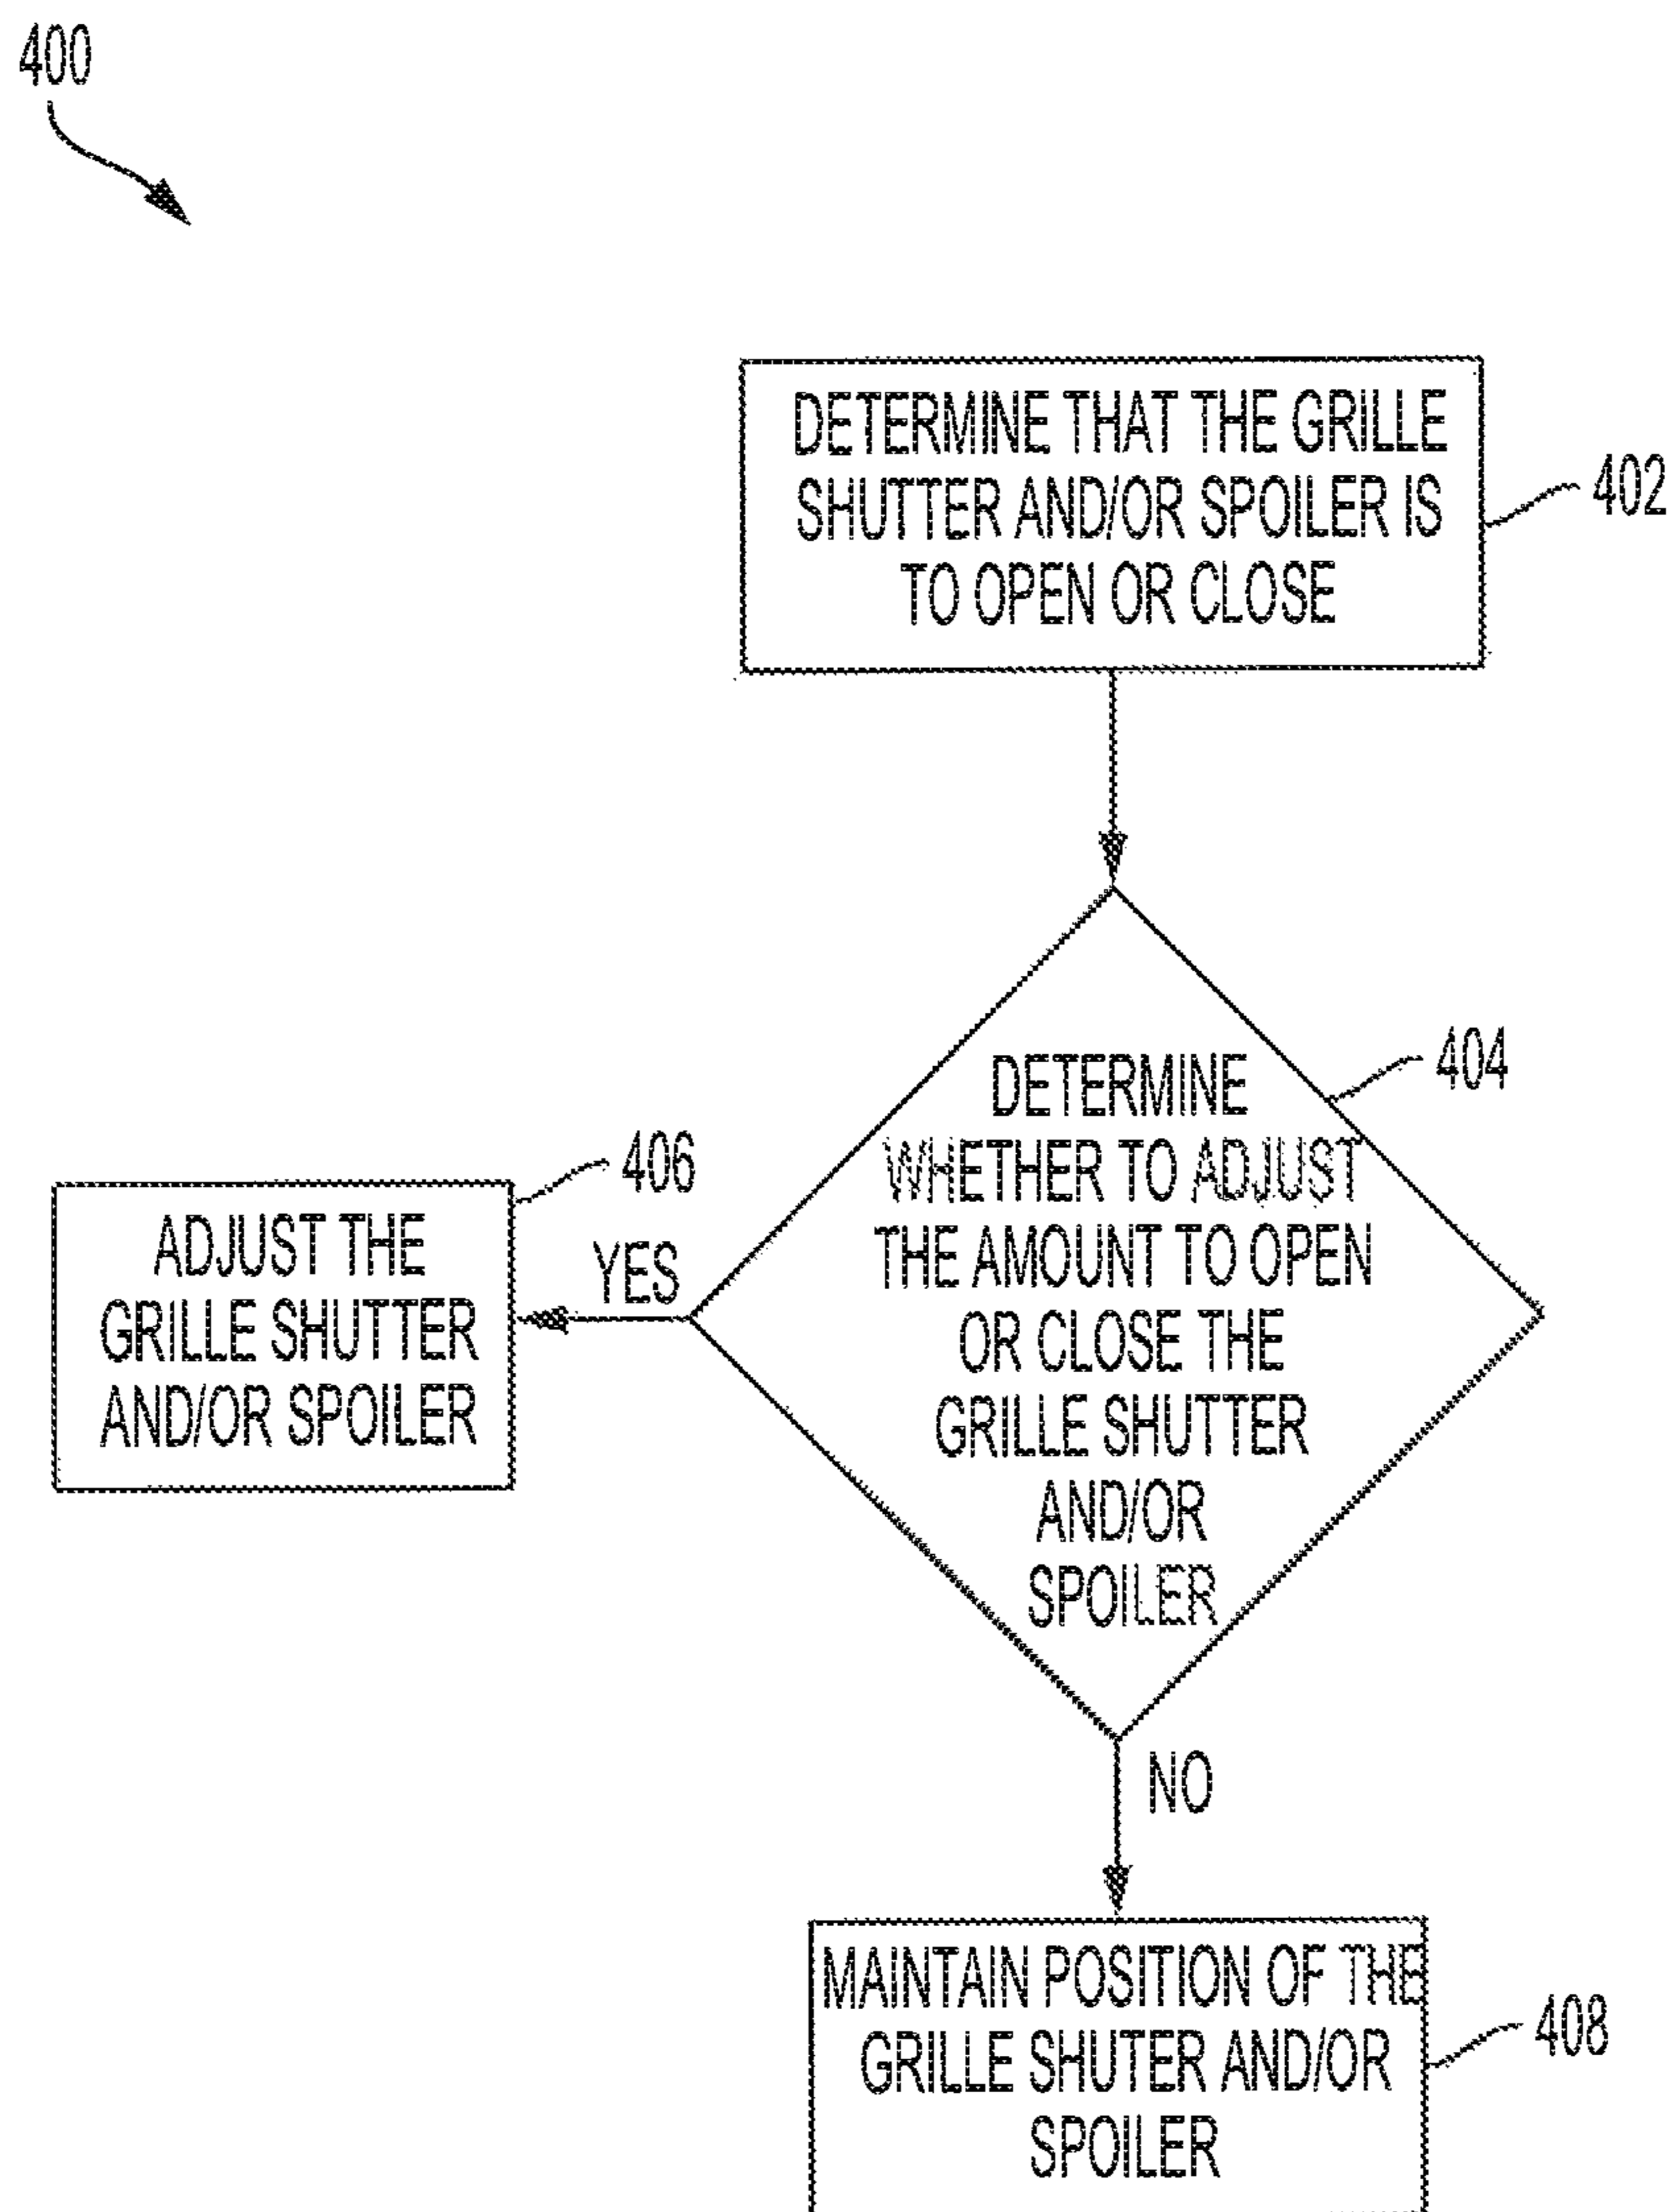 400
DETERMINE THAT THE GRILLE
SHUTTER AND/OR SPOILER IS
TO OPEN OR CLOSE
402
DETERMINE
WHETHER TO ADJUST
THE AMOUNT TO OPEN
OR CLOSE THE
GRILLE SHUTTER
AND/OR
SPOILER
404
YES
406
ADJUST THE
GRILLE SHUTTER
AND/OR SPOILER
NO
MAINTAIN POSITION OF THE
GRILLE SHUTER AND/OR
SPOILER
408